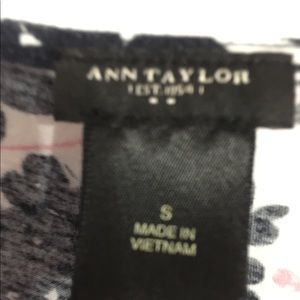 ANN TAYLOR
EST. 1954
S
MADE IN
VIETNAM